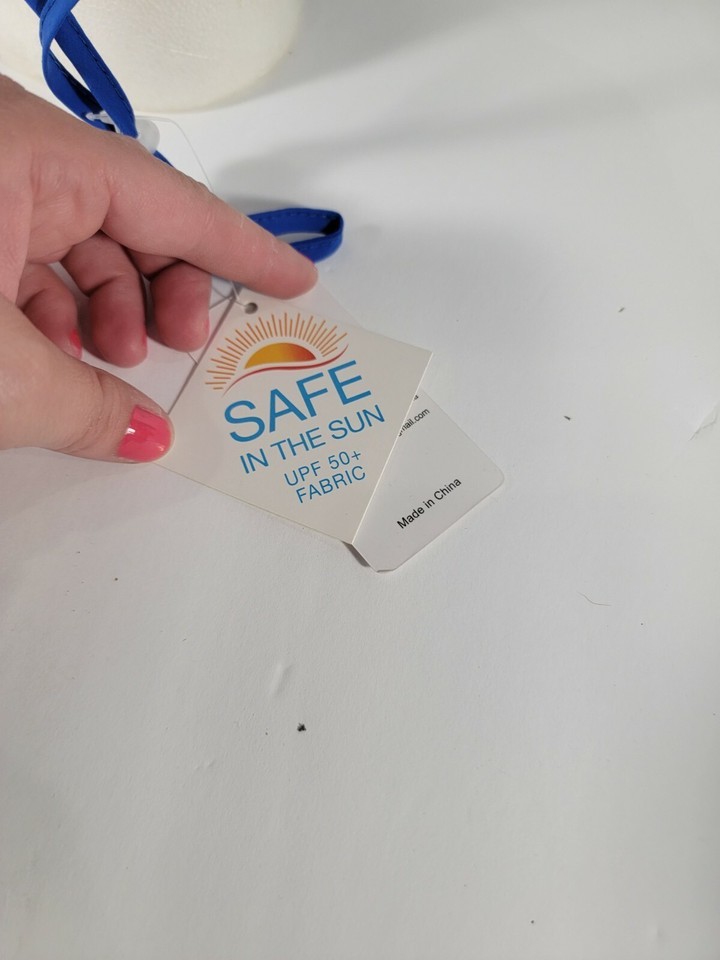 SAFE
IN THE SUN
UPF 50+
FABRIC
Made in China